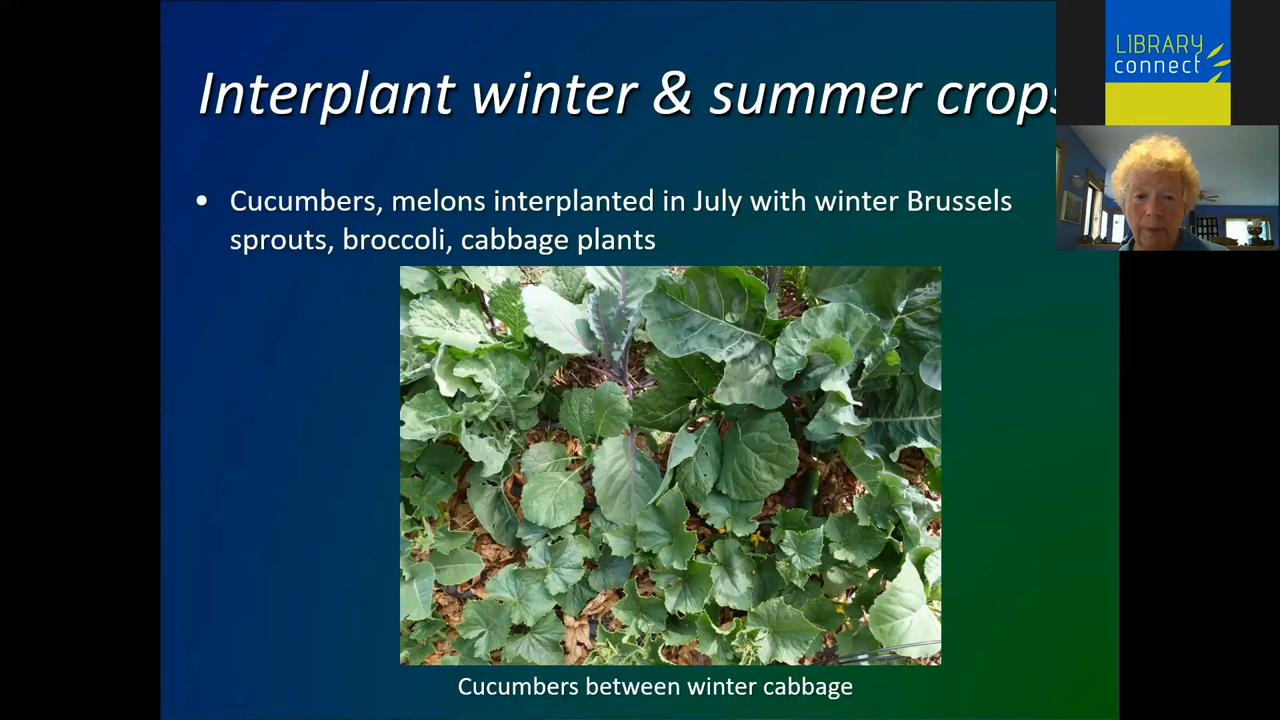 Interplant winter & summer crops
LIBRARY
connect
• Cucumbers, melons interplanted in July with winter Brussels
sprouts, broccoli, cabbage plants
Cucumbers between winter cabbage